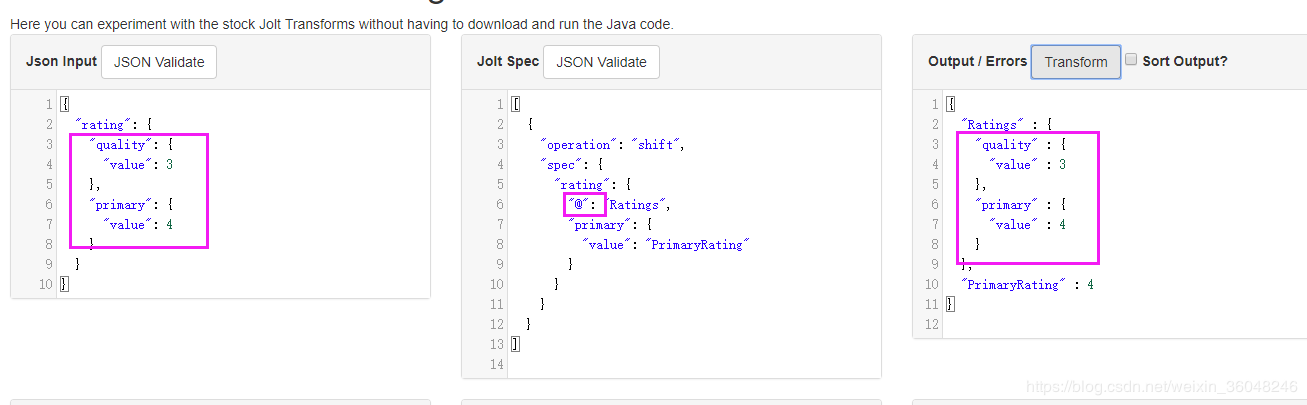 Here you can experiment with the stock Jolt Transforms without having to download and run the Java code.
Json Input JSON Validate
1 {
2 "rating": {
3 "quality": {
4 "value": 3
5 },
6 "primary": {
7 "value": 4
8 }
9 }
10 }
Jolt Spec JSON Validate
1 [
2 {
3 "operation": "shift",
4 "spec": {
5 "rating": {
6 "@": "Ratings",
7 "primary": {
8 "value": "PrimaryRating"
9 }
10 }
11 }
12 }
13 ]
14
Output / Errors Transform Sort Output?
1 {
2 "Ratings" : {
3 "quality" : {
4 "value" : 3
5 },
6 "primary" : {
7 "value" : 4
8 }
9 },
10 "PrimaryRating" : 4
11 }
12
https://blog.csdn.net/weixin_36048246